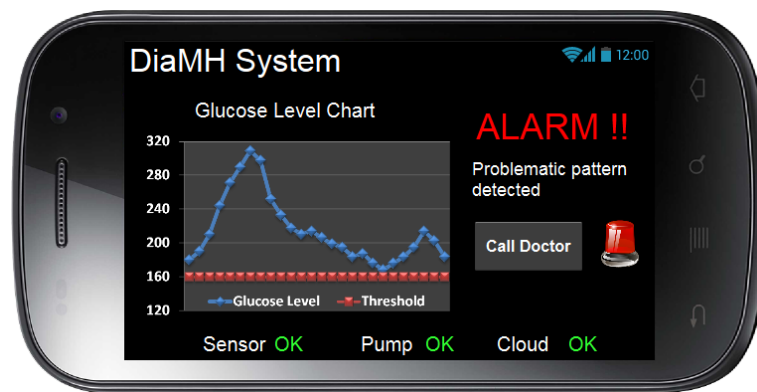 DiaMH System
12:00
Glucose Level Chart
320
280
240
200
160
120
Glucose Level
Threshold
ALARM !!
Problematic pattern
detected
Call Doctor
Sensor OK
Pump OK
Cloud OK